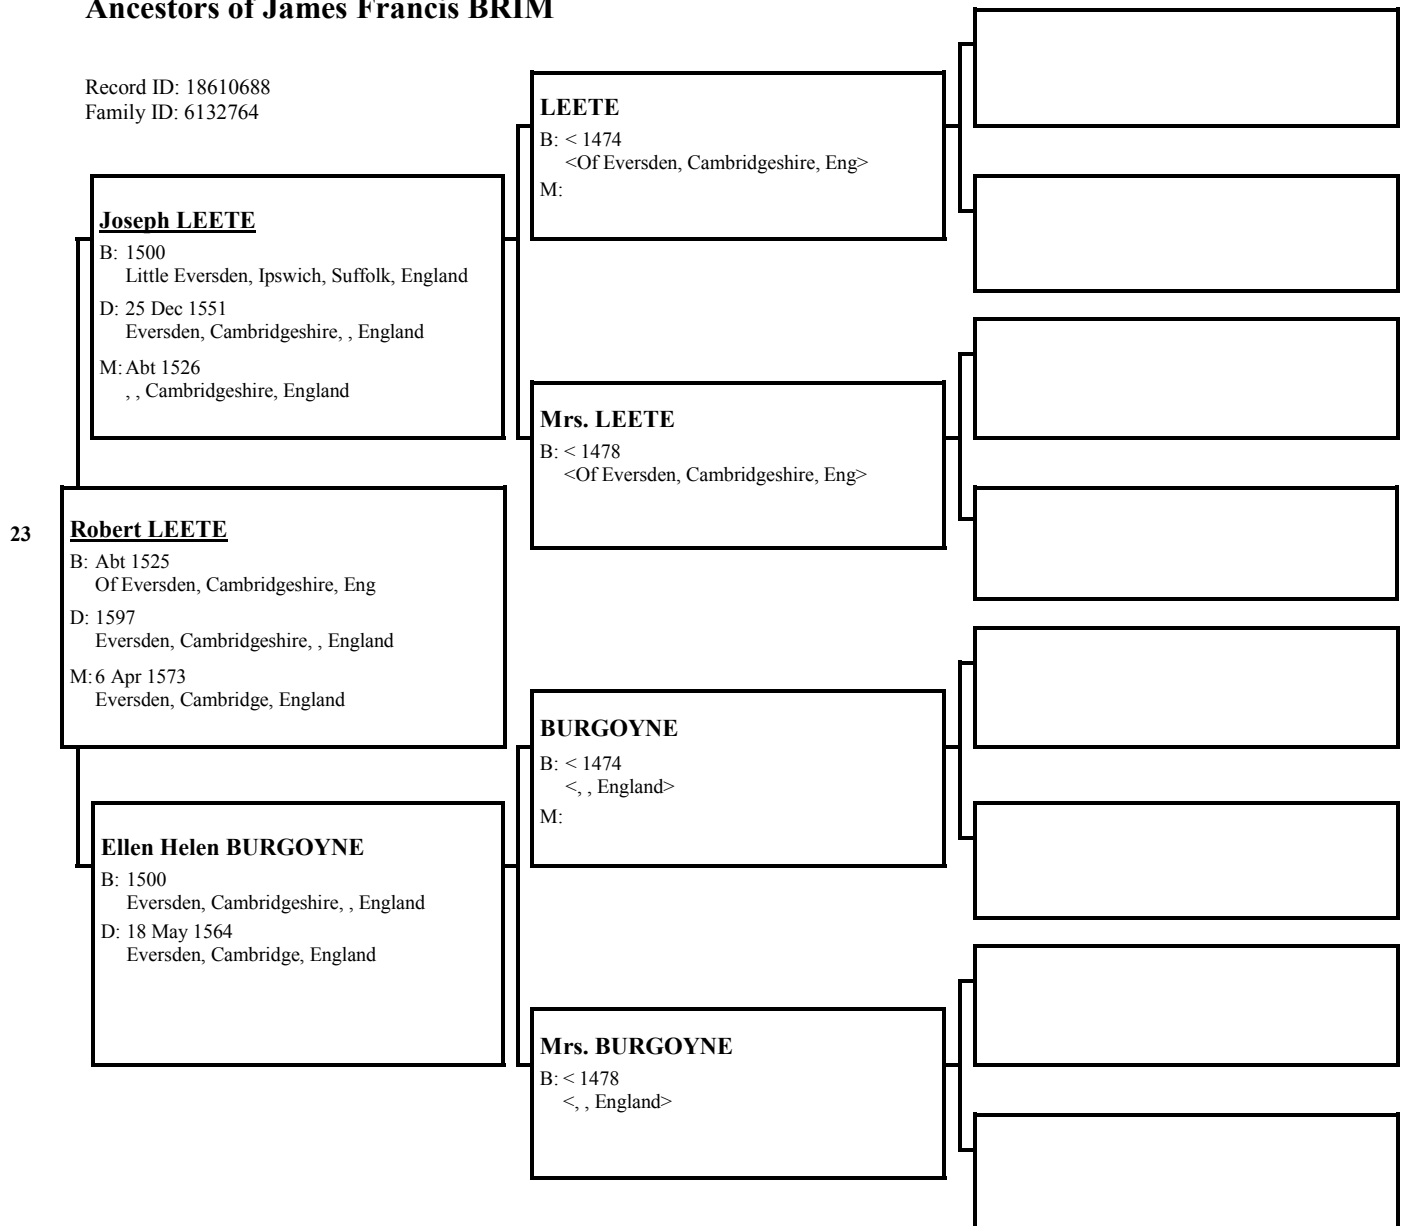 Ancestors of James Francis BRIM
Record ID: 18610688
Family ID: 6132764
LEETE
B: < 1474
<Of Eversden, Cambridgeshire, Eng>
M:
Joseph LEETE
B: 1500
Little Eversden, Ipswich, Suffolk, England
D: 25 Dec 1551
Eversden, Cambridgeshire, , England
M: Abt 1526
, , Cambridgeshire, England
Mrs. LEETE
B: < 1478
<Of Eversden, Cambridgeshire, Eng>
23
Robert LEETE
B: Abt 1525
Of Eversden, Cambridgeshire, Eng
D: 1597
Eversden, Cambridgeshire, , England
M: 6 Apr 1573
Eversden, Cambridge, England
BURGOYNE
B: < 1474
<, , England>
M:
Ellen Helen BURGOYNE
B: 1500
Eversden, Cambridgeshire, , England
D: 18 May 1564
Eversden, Cambridge, England
Mrs. BURGOYNE
B: < 1478
<, , England>